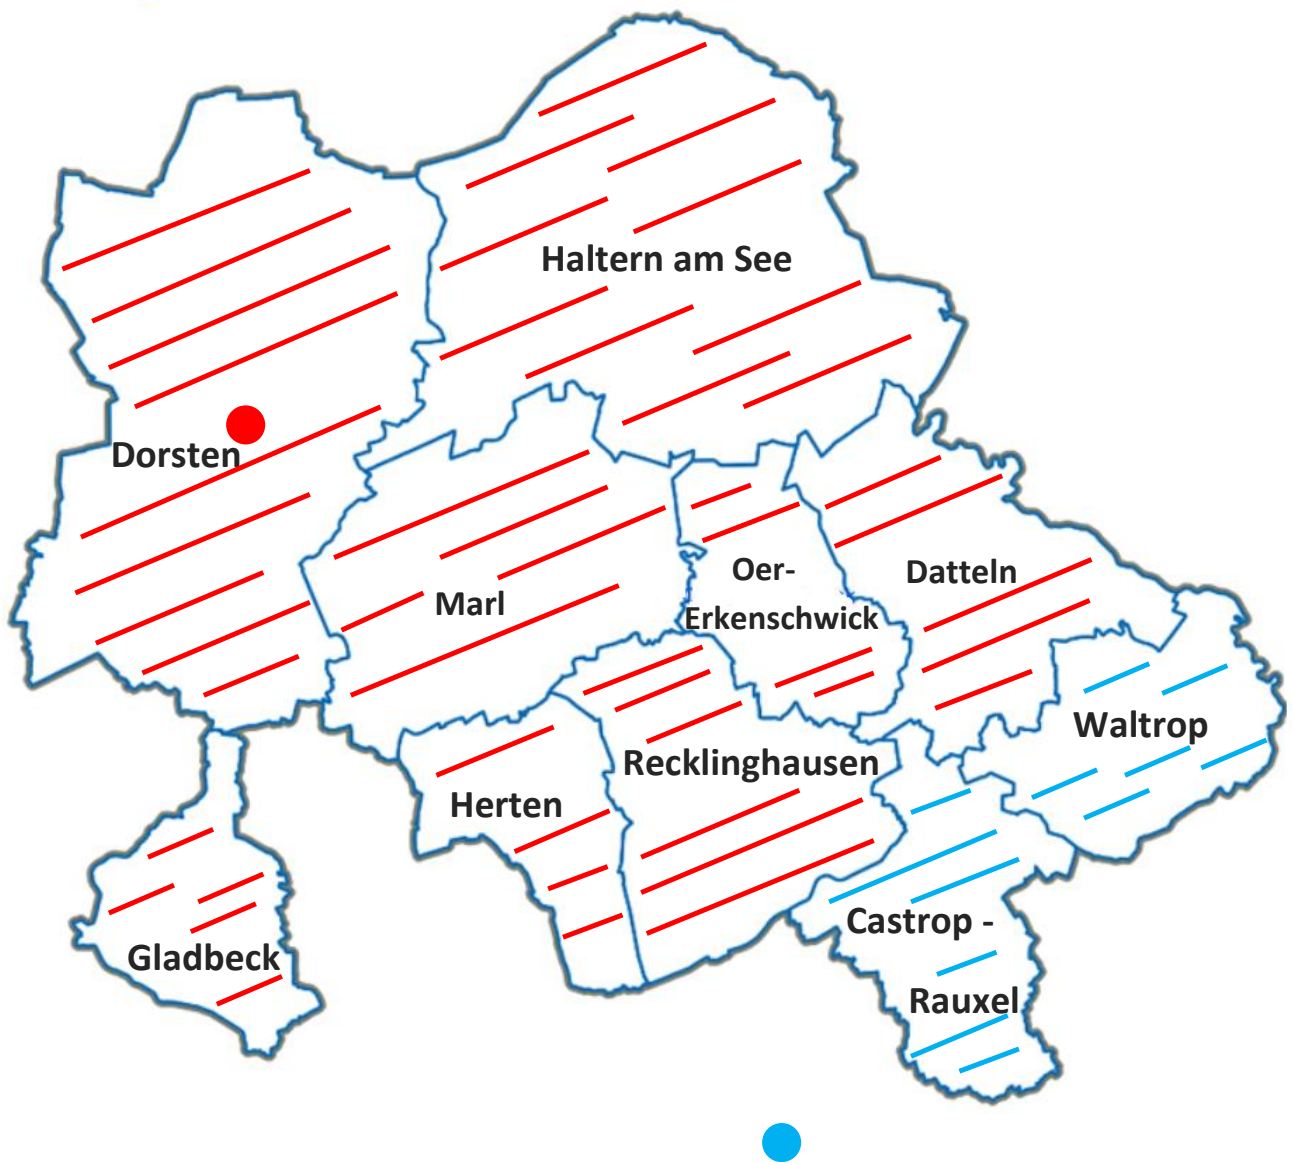 Haltern am See
Dorsten
Oer-
Erkenschwick
Datteln
Marl
Waltrop
Recklinghausen
Herten
Castrop -
Rauxel
Gladbeck